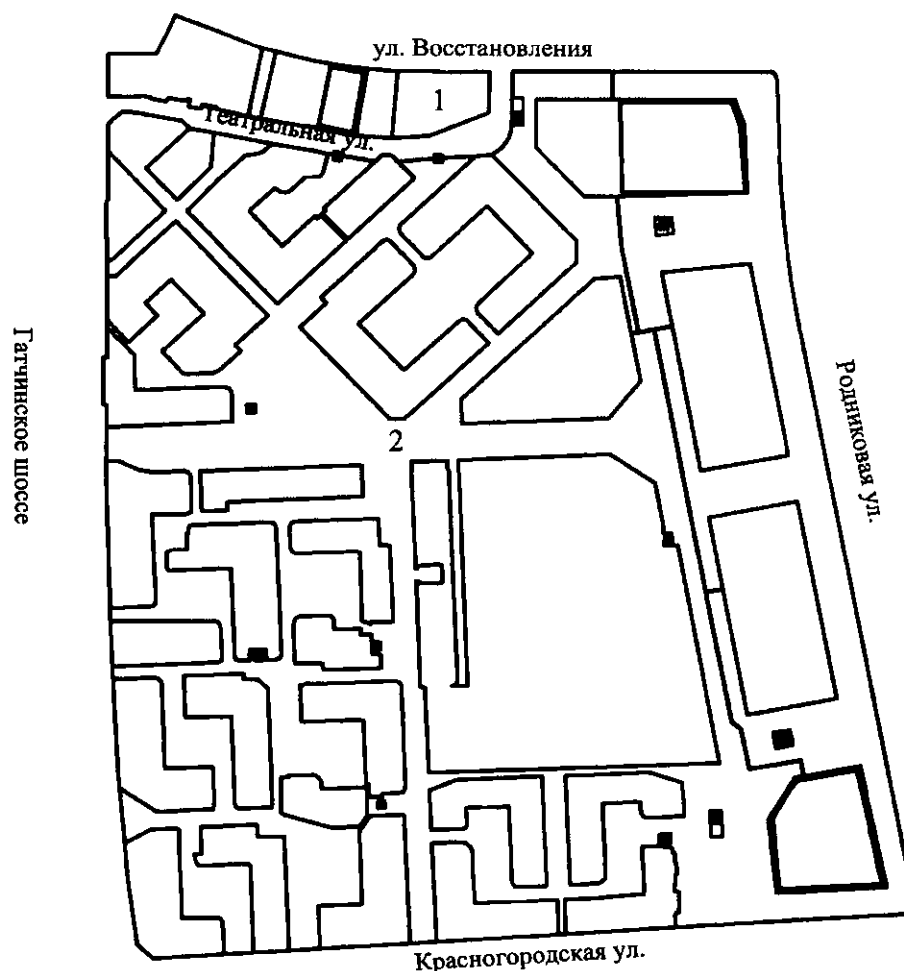 ул. Восстановления
1
Театральная ул.
Гатчинское шоссе
Родниковая ул.
2
Красногородская ул.